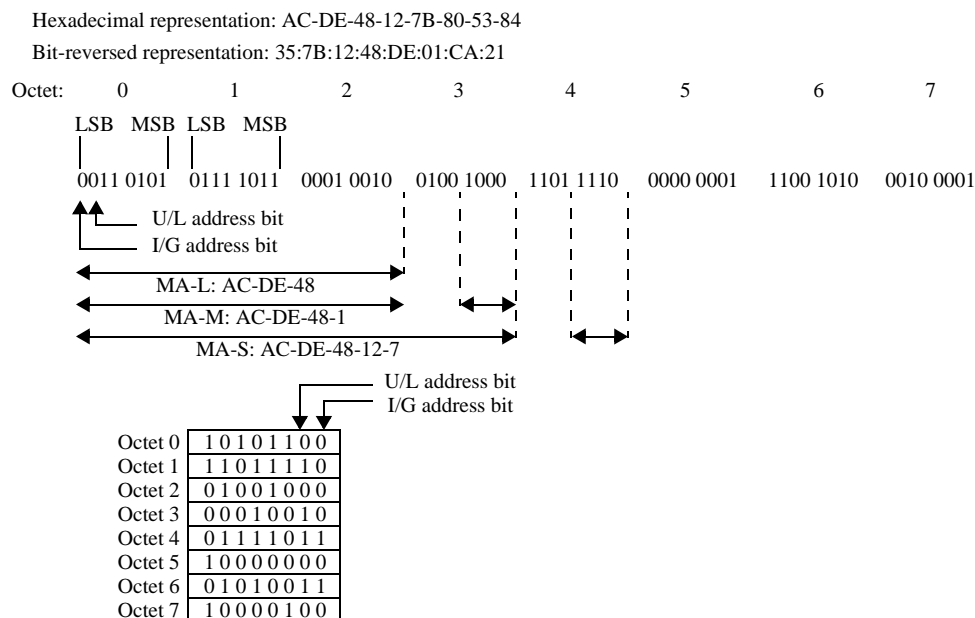 Hexadecimal representation: AC-DE-48-12-7B-80-53-84
Bit-reversed representation: 35:7B:12:48:DE:01:CA:21
Octet: 0 1 2 3 4 5 6 7
LSB MSB LSB MSB
0011 0101 0111 1011 0001 0010 0100 1000 1101 1110 0000 0001 1100 1010 0010 0001
U/L address bit
I/G address bit
MA-L: AC-DE-48
MA-M: AC-DE-48-1
MA-S: AC-DE-48-12-7
U/L address bit
I/G address bit
Octet 0 1 0 1 0 1 1 0 0
Octet 1 1 1 0 1 1 1 1 0
Octet 2 0 1 0 0 1 0 0 0
Octet 3 0 0 0 1 0 0 1 0
Octet 4 0 1 1 1 1 0 1 1
Octet 5 1 0 0 0 0 0 0 0
Octet 6 0 1 0 1 0 0 1 1
Octet 7 1 0 0 0 0 1 0 0